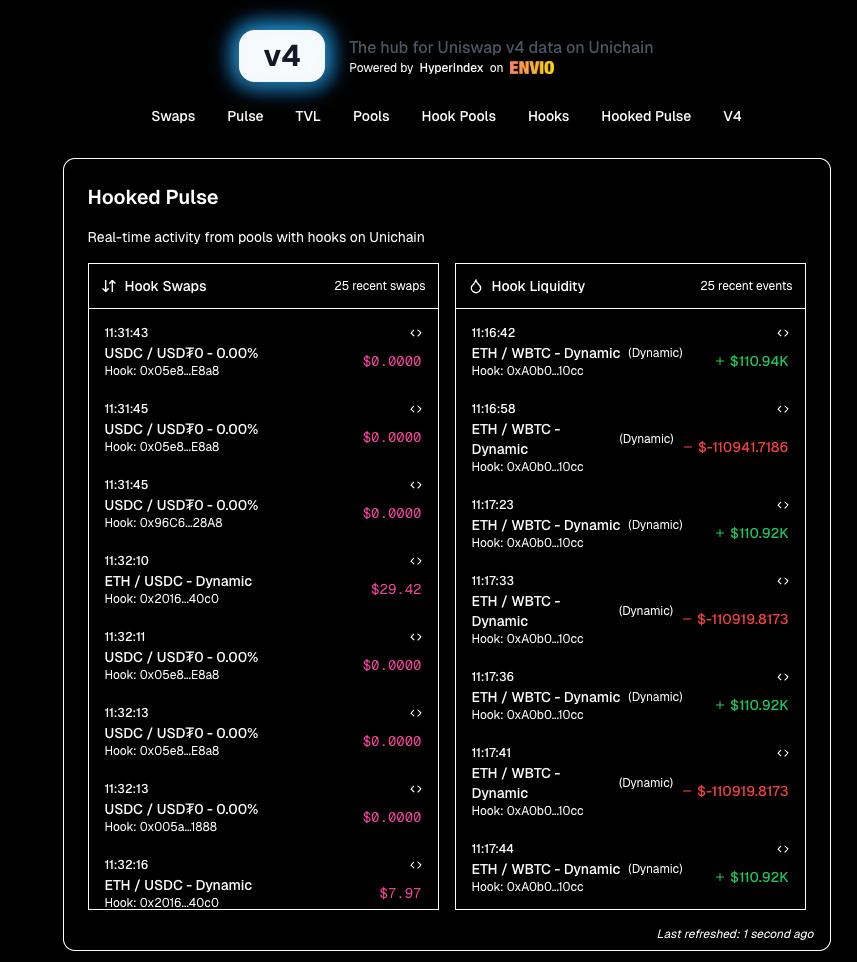 v4
The hub for Uniswap v4 data on Unichain
Powered by HyperIndex on ENVIO
Swaps Pulse TVL Pools Hook Pools Hooks Hooked Pulse V4
Hooked Pulse
Real-time activity from pools with hooks on Unichain
Hook Swaps 25 recent swaps
11:31:43
USDC / USD₮0 - 0.00%
$0.0000
Hook: 0x05e8...E8a8
11:31:45
USDC / USD₮0 - 0.00%
$0.0000
Hook: 0x05e8...E8a8
11:31:45
USDC / USD₮0 - 0.00%
$0.0000
Hook: 0x96C6...28A8
11:32:10
ETH / USDC - Dynamic
$29.42
Hook: 0x2016...40c0
11:32:11
USDC / USD₮0 - 0.00%
$0.0000
Hook: 0x05e8...E8a8
11:32:13
USDC / USD₮0 - 0.00%
$0.0000
Hook: 0x05e8...E8a8
11:32:13
USDC / USD₮0 - 0.00%
$0.0000
Hook: 0x005a...1888
11:32:16
ETH / USDC - Dynamic
$7.97
Hook: 0x2016...40c0
Hook Liquidity 25 recent events
11:16:42
ETH / WBTC - Dynamic (Dynamic)
+ $110.94K
Hook: 0xA0b0...10cc
11:16:58
ETH / WBTC -
Dynamic
(Dynamic)
− $-110941.7186
Hook: 0xA0b0...10cc
11:17:23
ETH / WBTC - Dynamic (Dynamic)
+ $110.92K
Hook: 0xA0b0...10cc
11:17:33
ETH / WBTC -
Dynamic
(Dynamic)
− $-110919.8173
Hook: 0xA0b0...10cc
11:17:36
ETH / WBTC - Dynamic (Dynamic)
+ $110.92K
Hook: 0xA0b0...10cc
11:17:41
ETH / WBTC -
Dynamic
(Dynamic)
− $-110919.8173
Hook: 0xA0b0...10cc
11:17:44
ETH / WBTC - Dynamic (Dynamic)
+ $110.92K
Hook: 0xA0b0...10cc
Last refreshed: 1 second ago